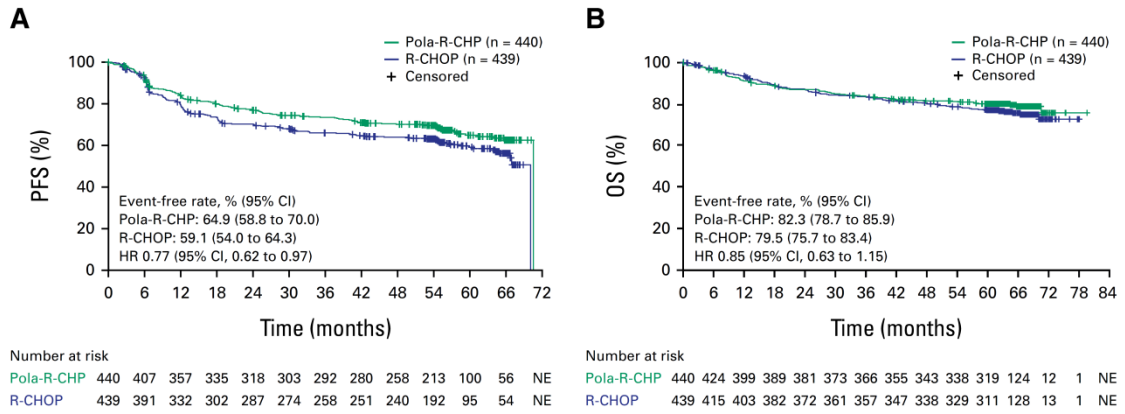 A
Pola-R-CHP (n = 440)
R-CHOP (n = 439)
+ Censored
100
80
60
40
20
0
PFS (%)
Event-free rate, % (95% CI)
Pola-R-CHP: 64.9 (58.8 to 70.0)
R-CHOP: 59.1 (54.0 to 64.3)
HR 0.77 (95% CI, 0.62 to 0.97)
0 6 12 18 24 30 36 42 48 54 60 66 72
Time (months)
Number at risk
Pola-R-CHP 440 407 357 335 318 303 292 280 258 213 100 56 NE
R-CHOP 439 391 332 302 287 274 258 251 240 192 95 54 NE
B
Pola-R-CHP (n = 440)
R-CHOP (n = 439)
+ Censored
100
80
60
40
20
0
OS (%)
Event-free rate, % (95% CI)
Pola-R-CHP: 82.3 (78.7 to 85.9)
R-CHOP: 79.5 (75.7 to 83.4)
HR 0.85 (95% CI, 0.63 to 1.15)
0 6 12 18 24 30 36 42 48 54 60 66 72 78 84
Time (months)
Number at risk
Pola-R-CHP 440 424 399 389 381 373 366 355 343 338 319 124 12 1 NE
R-CHOP 439 415 403 382 372 361 357 347 338 329 311 128 13 1 NE